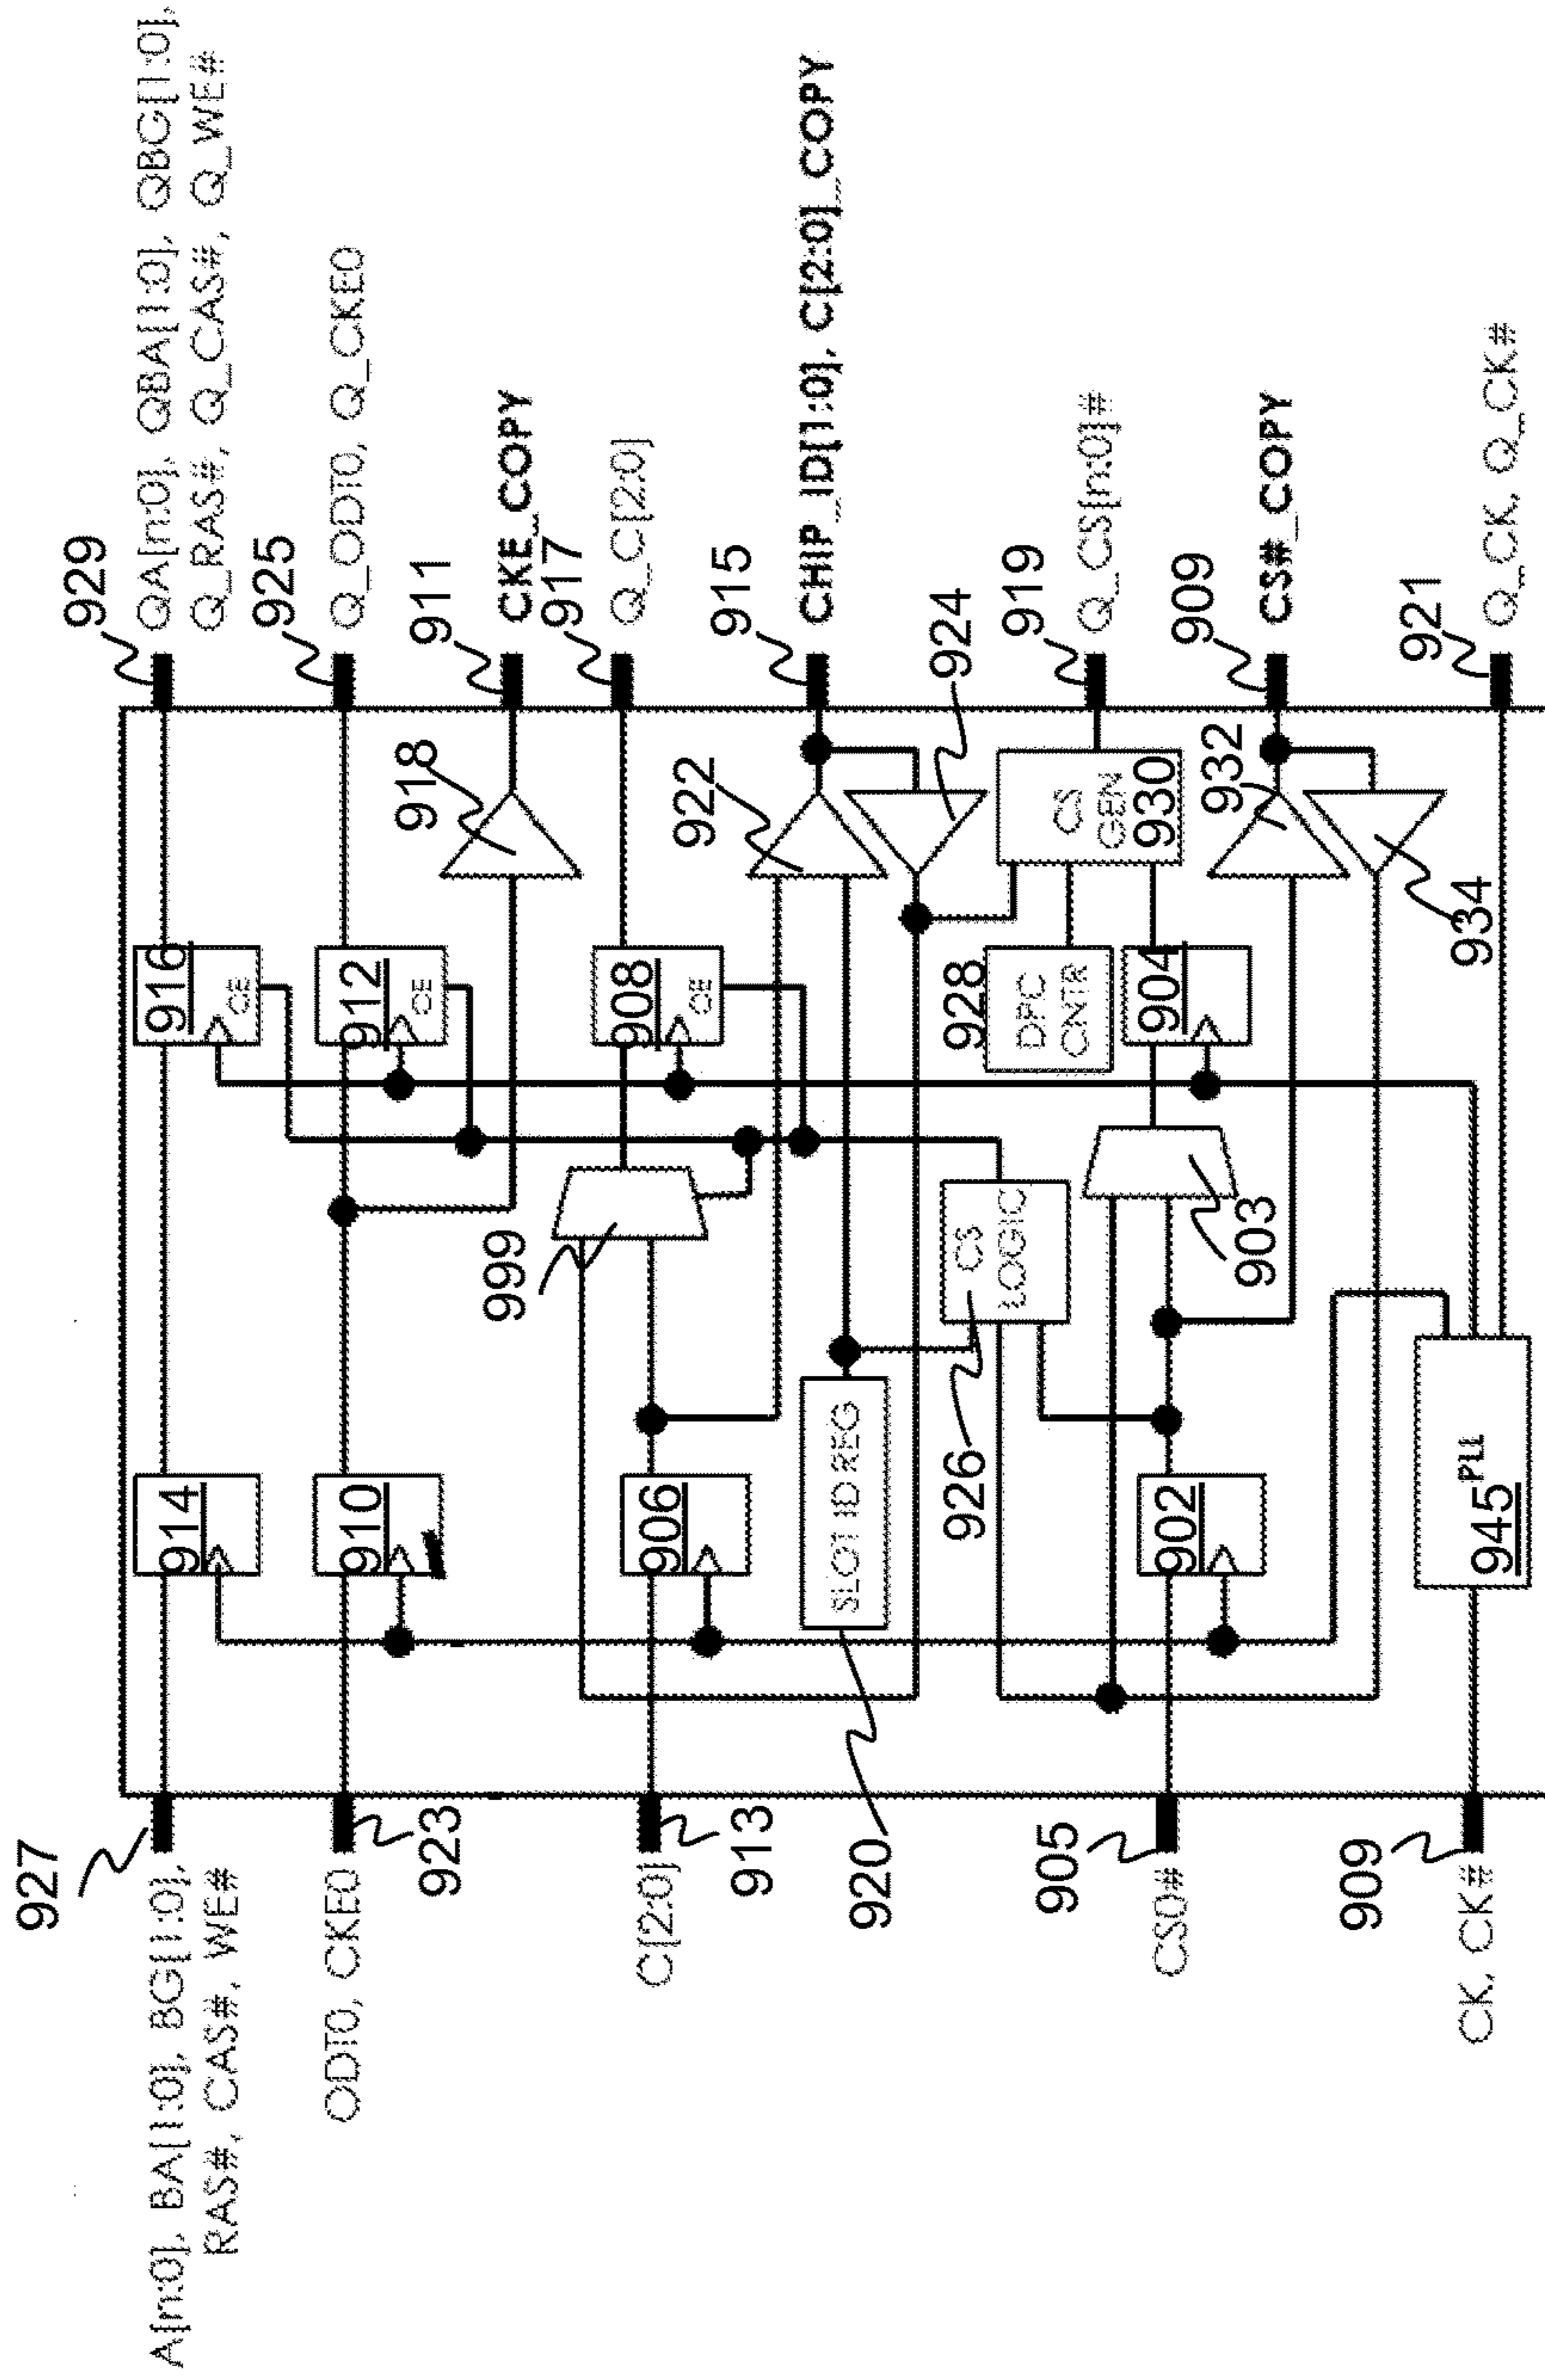 927
A[n:0], BA[1:0], BG[1:0],
RAS#, CAS#, WE#
914
916
CE
929
QA[n:0], QBA[1:0], QBG[1:0],
Q_RAS#, Q_CAS#, Q_WE#
ODT0, CKE0
923
910
912
CE
925
Q_ODT0, Q_CKE0
918
911
CKE_COPY
C[2:0]
913
906
999
908
CE
917
Q_C[2:0]
920
SLOT ID REG
922
915
CHIP_ID[1:0], C[2:0]_COPY
924
926
CS
LOGIC
928
DPC
CNTR
CS
GEN
930
919
Q_CS[n:0]#
905
CS0#
902
903
904
932
934
909
CS#_COPY
909
CK, CK#
945
PLL
921
Q_CK, Q_CK#